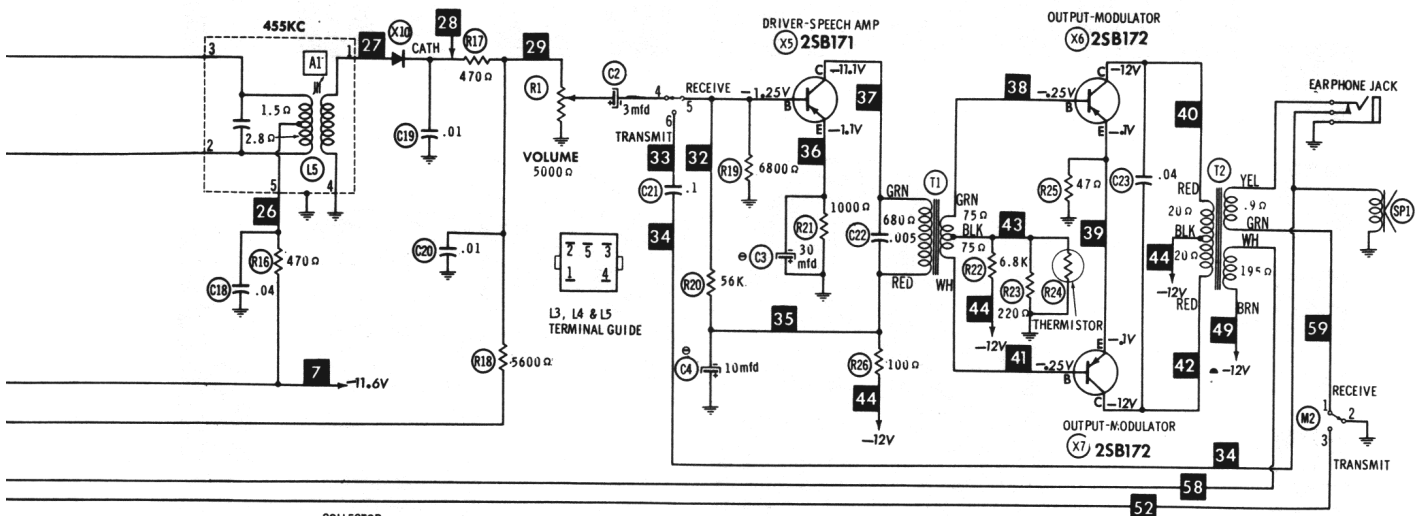 455KC
3
1
A1
1.5Ω
2.8Ω
L5
2
5
4
27
X10
CATH
28
R17
470Ω
29
C19
.01
R1
VOLUME
5000Ω
C2
3mfd
4
RECEIVE
5
6
TRANSMIT
DRIVER-SPEECH AMP
X5 2SB171
C
-11.1V
-1.25V
B
E
-1.1V
37
36
33
32
C21
.1
34
R19
6800Ω
1000Ω
R21
C3
30
mfd
26
R16
470Ω
C18
.04
C20
.01
2 5 3
1 4
L3, L4 & L5
TERMINAL GUIDE
R20
56K
35
C4
10mfd
R18
5600Ω
7
-11.6V
GRN
680Ω
C22
.005
RED
T1
GRN
75Ω
BLK
75Ω
WH
R26
100Ω
44
-12V
OUTPUT-MODULATOR
X6 2SB172
C
-12V
38
-.25V
B
E
-.1V
R25
47Ω
C23
.04
43
R22
6.8K
R23
220Ω
R24
THERMISTOR
44
-12V
39
41
-.25V
B
E
-.1V
C
-12V
OUTPUT-MODULATOR
X7 2SB172
40
RED
20Ω
BLK
20Ω
44
-12V
RED
42
T2
YEL
.9Ω
GRN
WH
195Ω
BRN
49
-12V
EARPHONE JACK
SP1
59
RECEIVE
1
2
M2
3
TRANSMIT
34
58
52